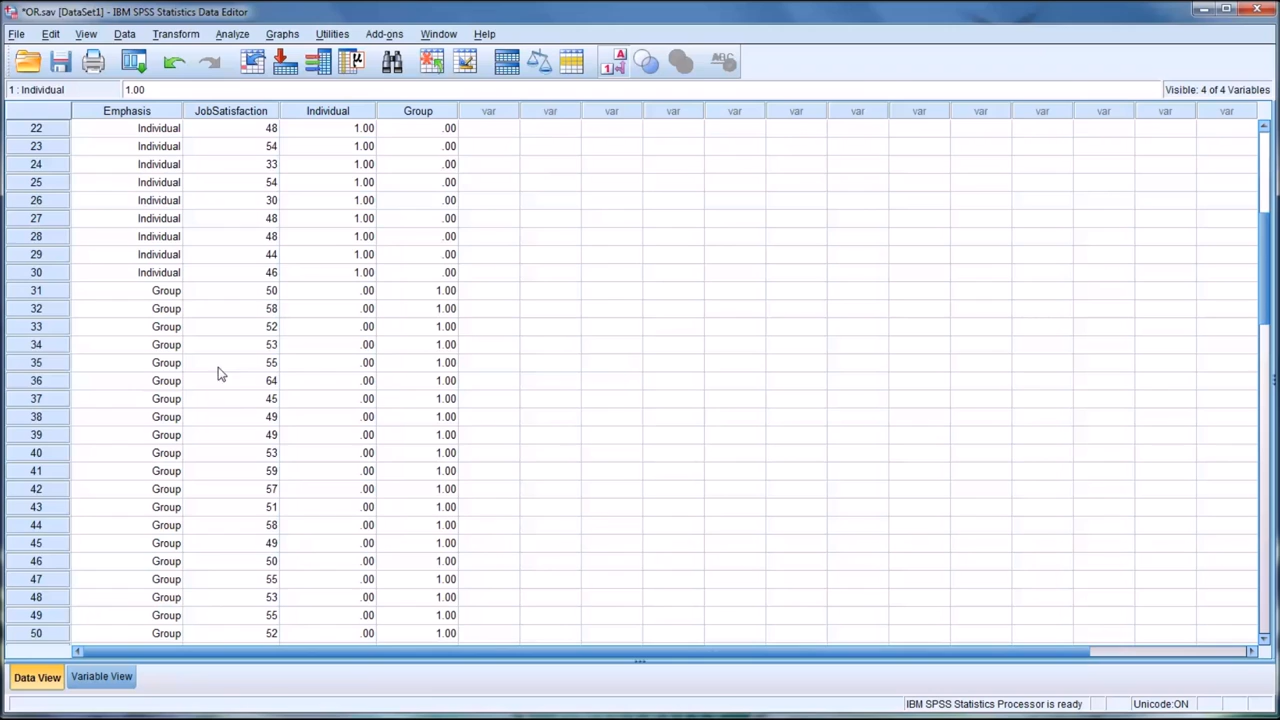 *OR.sav [DataSet1] - IBM SPSS Statistics Data Editor
File Edit View Data Transform Analyze Graphs Utilities Add-ons Window Help
1 : Individual 1.00 Visible: 4 of 4 Variables
Emphasis JobSatisfaction Individual Group var var var var var var var var var var var var var
22 Individual 48 1.00 .00
23 Individual 54 1.00 .00
24 Individual 33 1.00 .00
25 Individual 54 1.00 .00
26 Individual 30 1.00 .00
27 Individual 48 1.00 .00
28 Individual 48 1.00 .00
29 Individual 44 1.00 .00
30 Individual 46 1.00 .00
31 Group 50 .00 1.00
32 Group 58 .00 1.00
33 Group 52 .00 1.00
34 Group 53 .00 1.00
35 Group 55 .00 1.00
36 Group 64 .00 1.00
37 Group 45 .00 1.00
38 Group 49 .00 1.00
39 Group 49 .00 1.00
40 Group 53 .00 1.00
41 Group 59 .00 1.00
42 Group 57 .00 1.00
43 Group 51 .00 1.00
44 Group 58 .00 1.00
45 Group 49 .00 1.00
46 Group 50 .00 1.00
47 Group 55 .00 1.00
48 Group 53 .00 1.00
49 Group 55 .00 1.00
50 Group 52 .00 1.00
Data View Variable View
IBM SPSS Statistics Processor is ready Unicode:ON